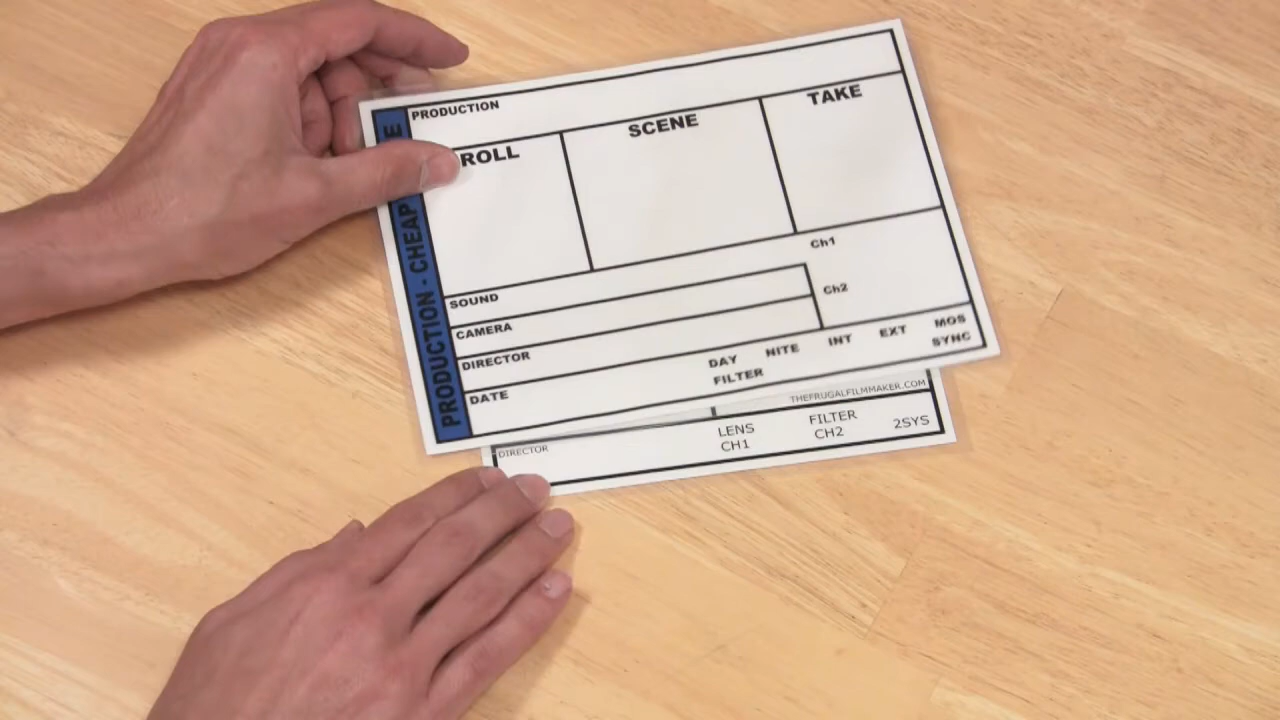 PRODUCTION
ROLL
SCENE
TAKE
Ch1
SOUND
Ch2
CAMERA
DIRECTOR
DAY NITE INT EXT MOS
DATE
FILTER
SYNC
PRODUCTION - CHEAP
THEFRUGALFILMMAKER.COM
DIRECTOR
LENS FILTER
CH1 CH2 2SYS